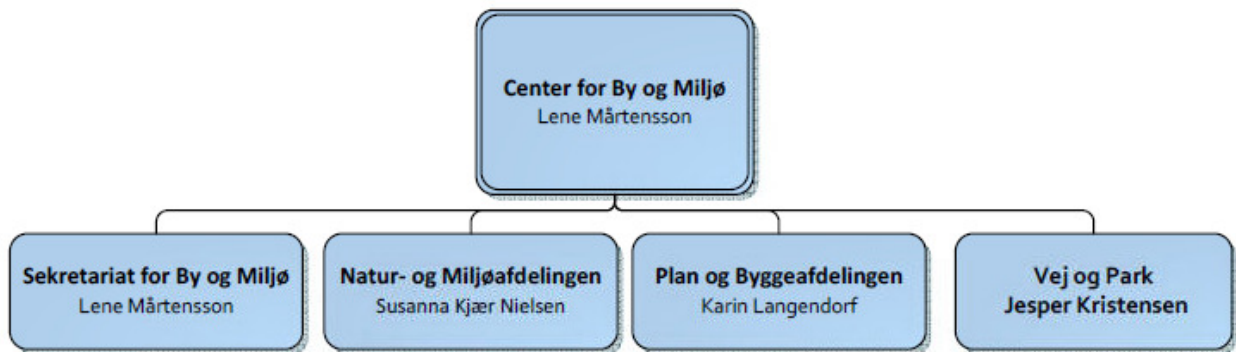 Center for By og Miljø
Lene Mårtensson
Sekretariat for By og Miljø
Lene Mårtensson
Natur- og Miljøafdelingen
Susanna Kjær Nielsen
Plan og Byggeafdelingen
Karin Langendorf
Vej og Park
Jesper Kristensen